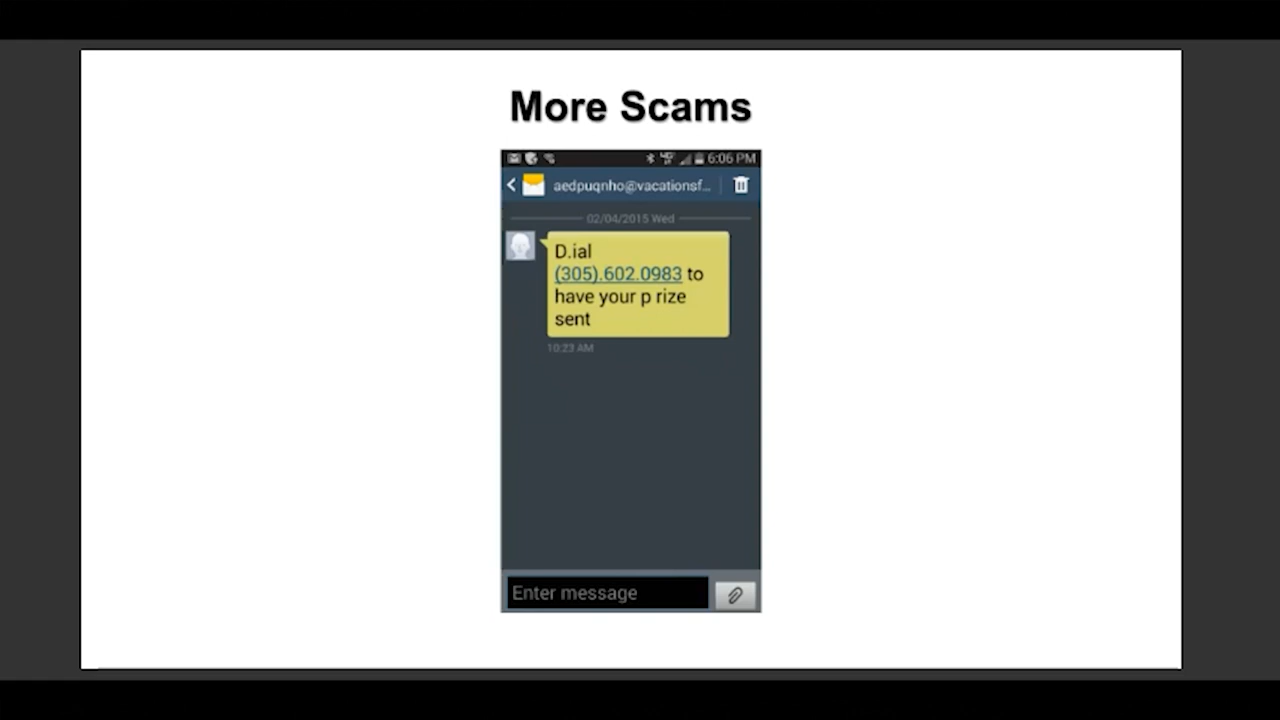 More Scams
6:06 PM
aedpuqnho@vacationsf...
02/04/2015 Wed
D.ial
(305).602.0983 to
have your p rize
sent
10:23 AM
Enter message